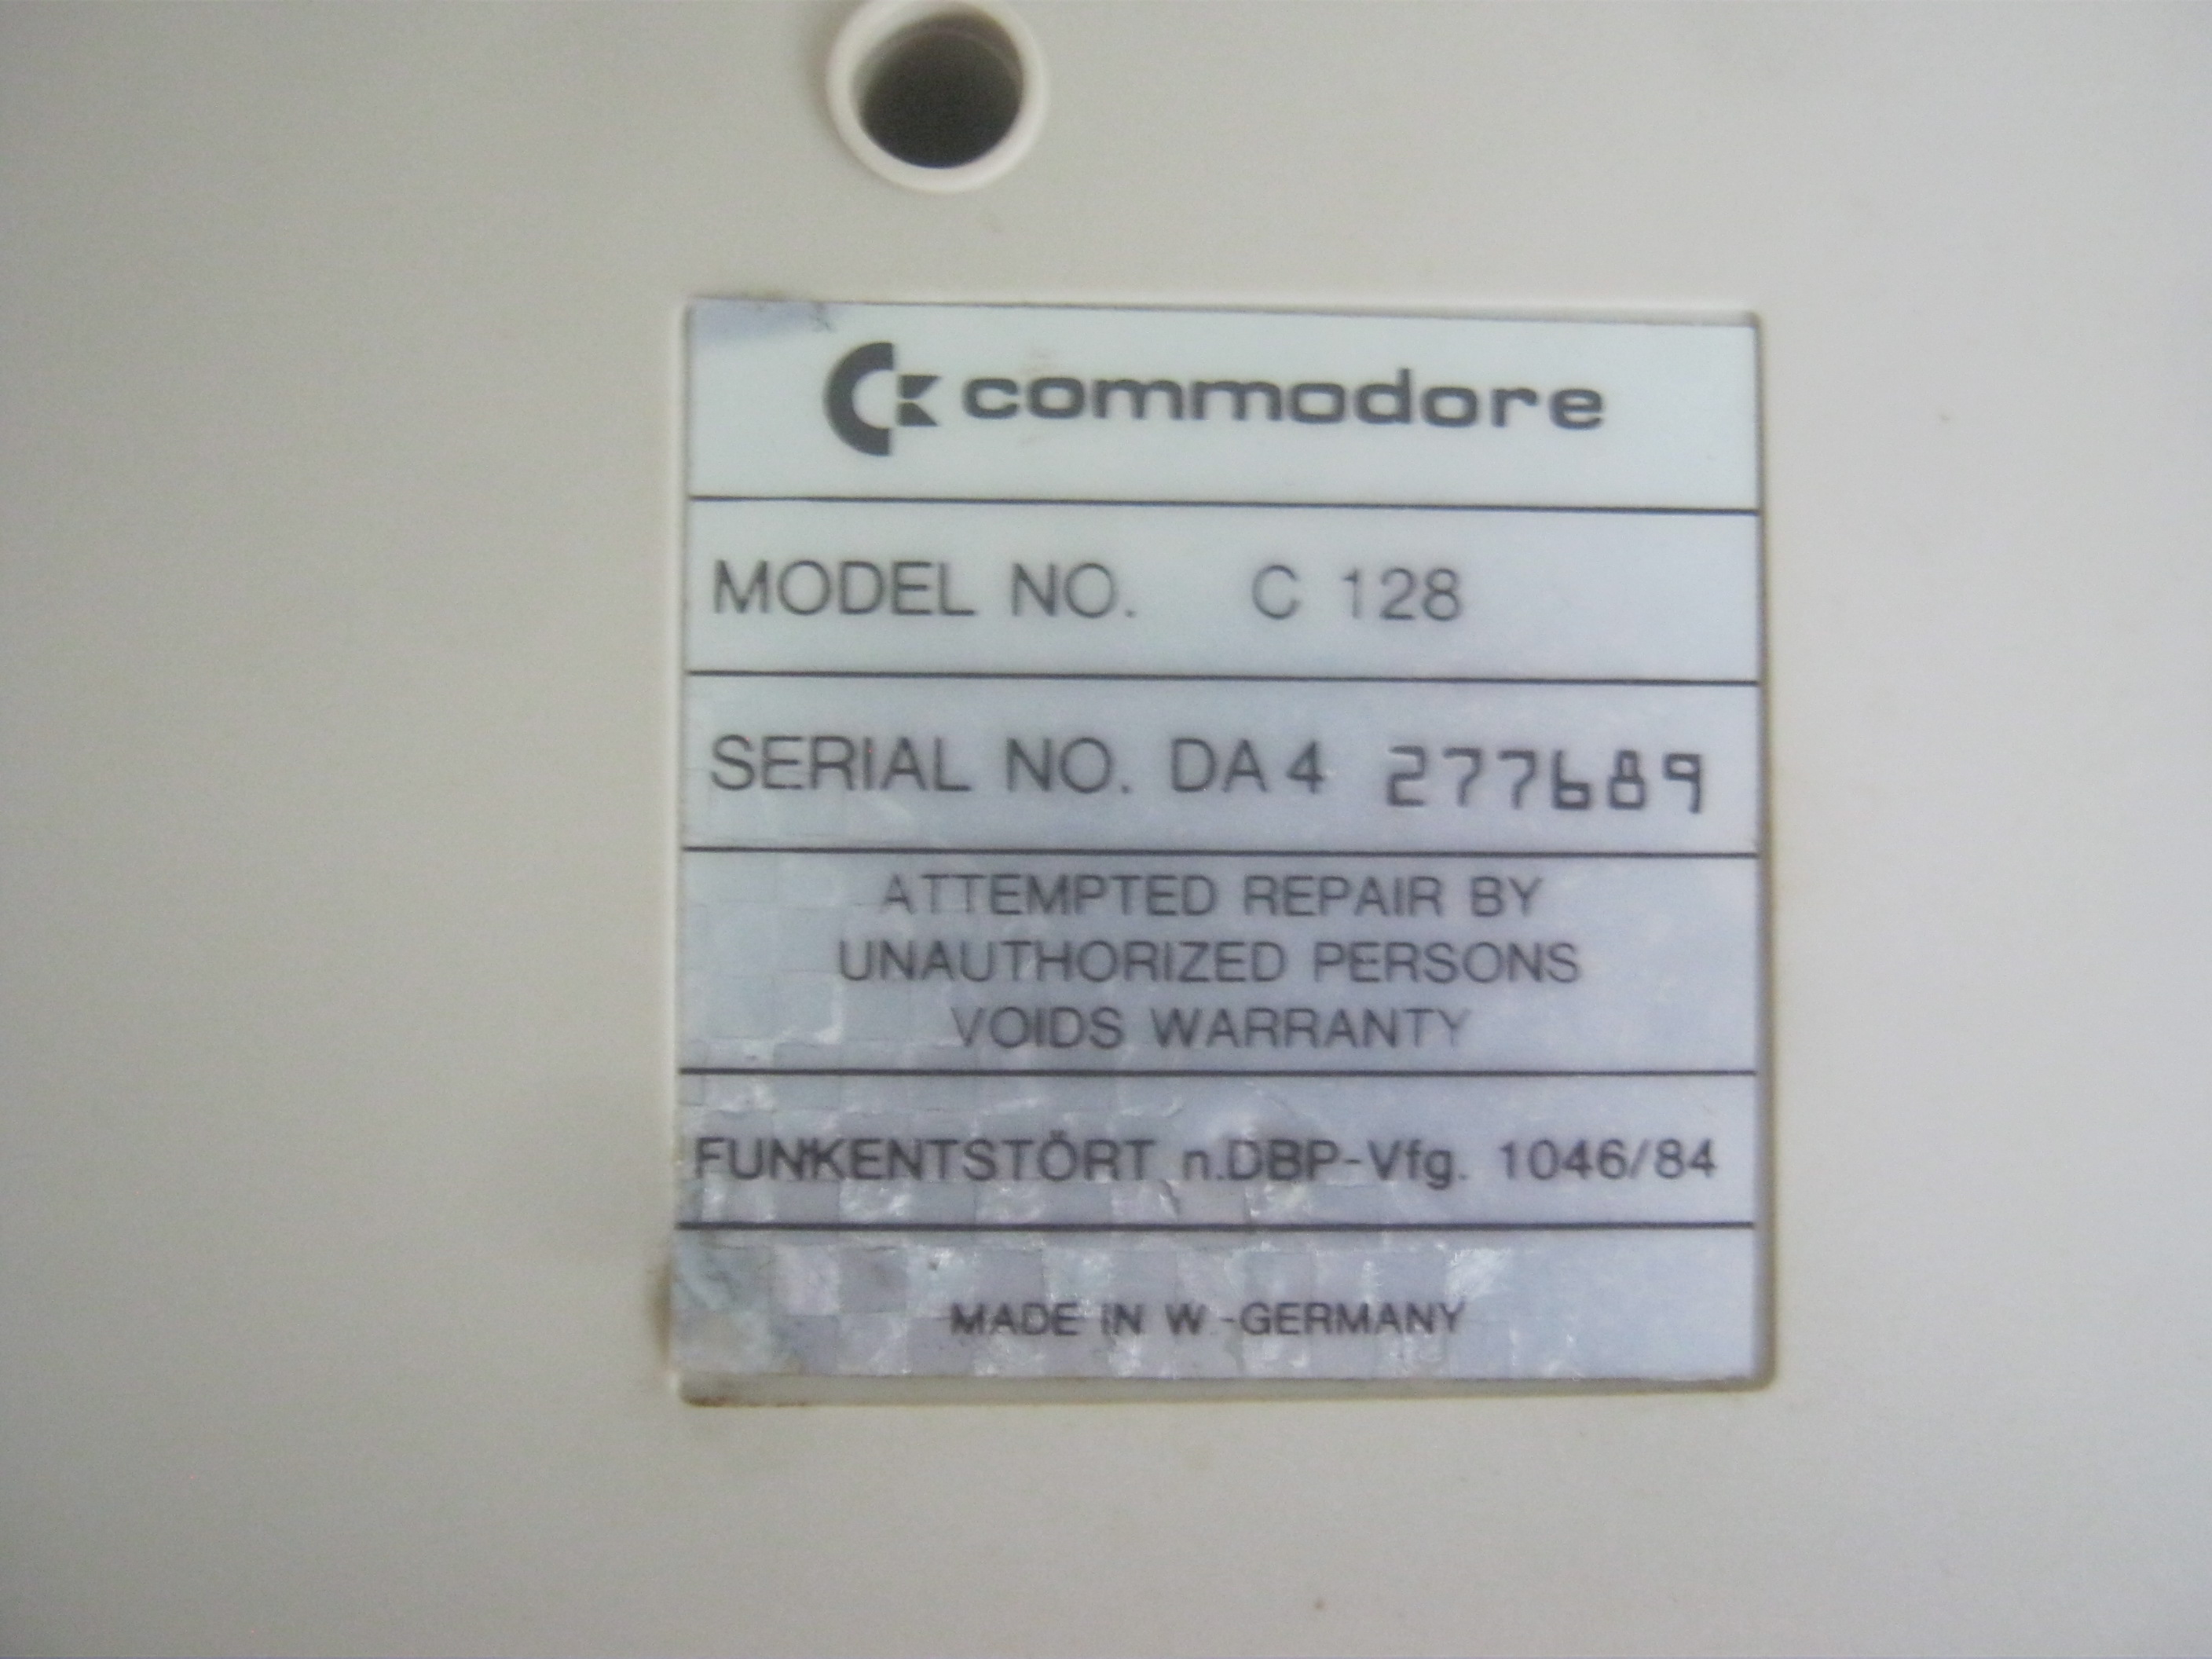 commodore
MODEL NO. C 128
SERIAL NO. DA4 277689
ATTEMPTED REPAIR BY
UNAUTHORIZED PERSONS
VOIDS WARRANTY
FUNKENTSTÖRT n.DBP-Vfg. 1046/84
MADE IN W-GERMANY